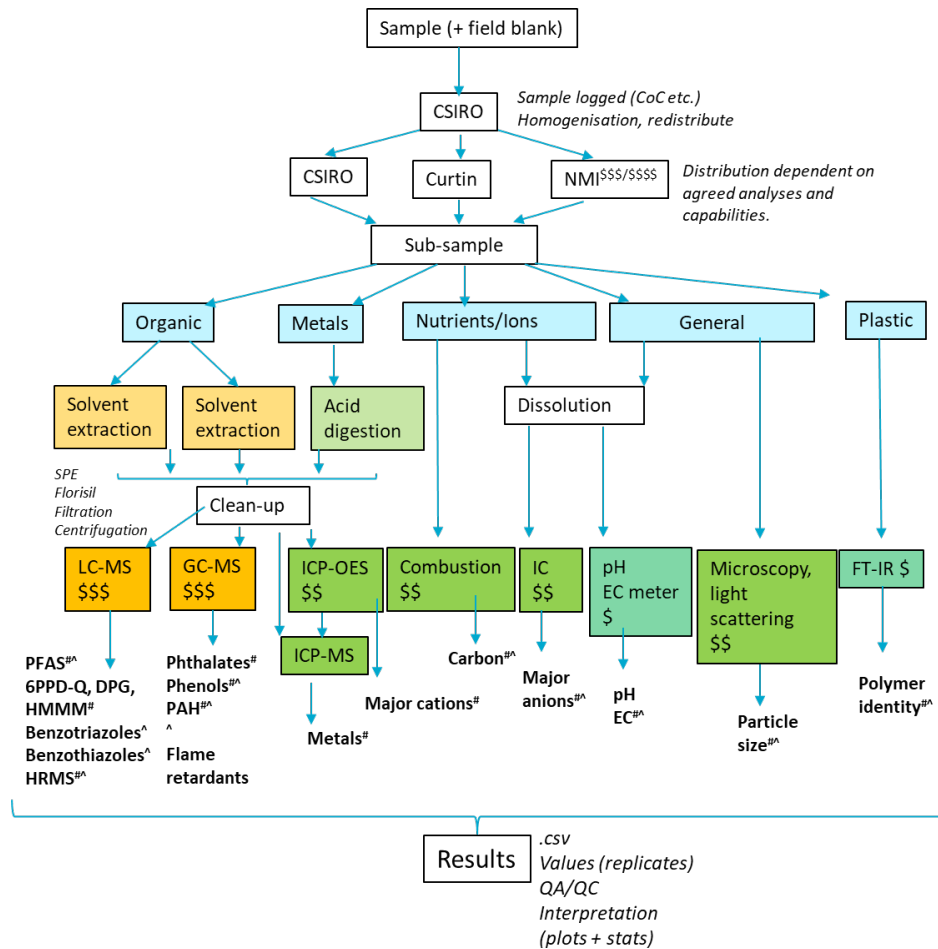 Sample (+ field blank)
CSIRO
Sample logged (CoC etc.)
Homogenisation, redistribute
CSIRO
Curtin
NMI$$$/$$$$
Distribution dependent on
agreed analyses and
capabilities.
Sub-sample
Organic
Metals
Nutrients/Ions
General
Plastic
Solvent
extraction
Solvent
extraction
Acid
digestion
Dissolution
SPE
Florisil
Filtration
Centrifugation
Clean-up
LC-MS
$$$
GC-MS
$$$
ICP-OES
$$
Combustion
$$
IC
$$
pH
EC meter
$
Microscopy,
light
scattering
$$
FT-IR $
ICP-MS
PFAS#^
6PPD-Q, DPG,
HMMM#
Benzotriazoles^
Benzothiazoles^
HRMS#^
Phthalates#
Phenols#^
PAH#^
^
Flame
retardants
Metals#
Major cations#
Carbon#^
Major
anions#^
pH
EC#^
Particle
size#^
Polymer
identity#^
Results
.csv
Values (replicates)
QA/QC
Interpretation
(plots + stats)